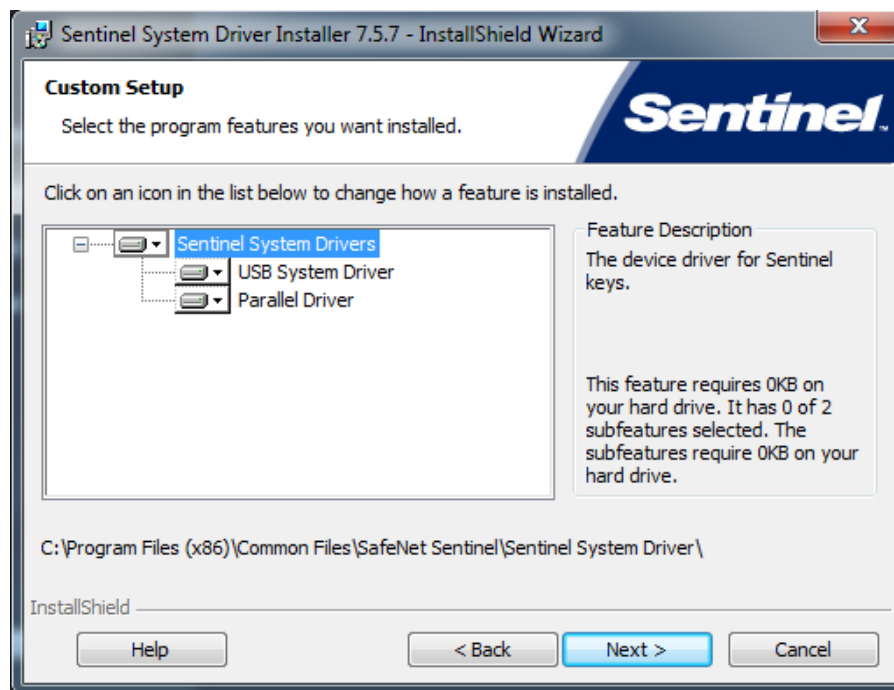 Sentinel System Driver Installer 7.5.7 - InstallShield Wizard
Custom Setup
Select the program features you want installed.
Sentinel
Click on an icon in the list below to change how a feature is installed.
Sentinel System Drivers
USB System Driver
Parallel Driver
Feature Description
The device driver for Sentinel
keys.
This feature requires 0KB on
your hard drive. It has 0 of 2
subfeatures selected. The
subfeatures require 0KB on your
hard drive.
C:\Program Files (x86)\Common Files\SafeNet Sentinel\Sentinel System Driver\
InstallShield
Help
< Back
Next >
Cancel